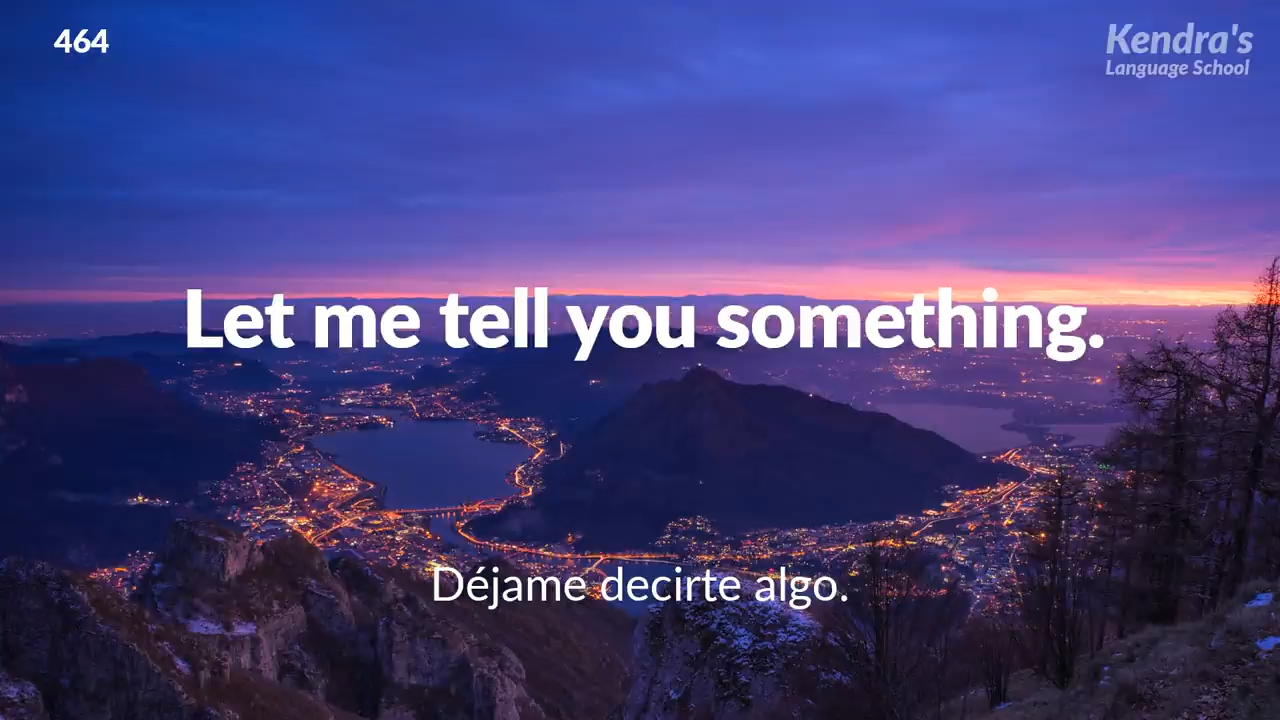 464
Kendra's
Language School
Let me tell you something.
Déjame decirte algo.